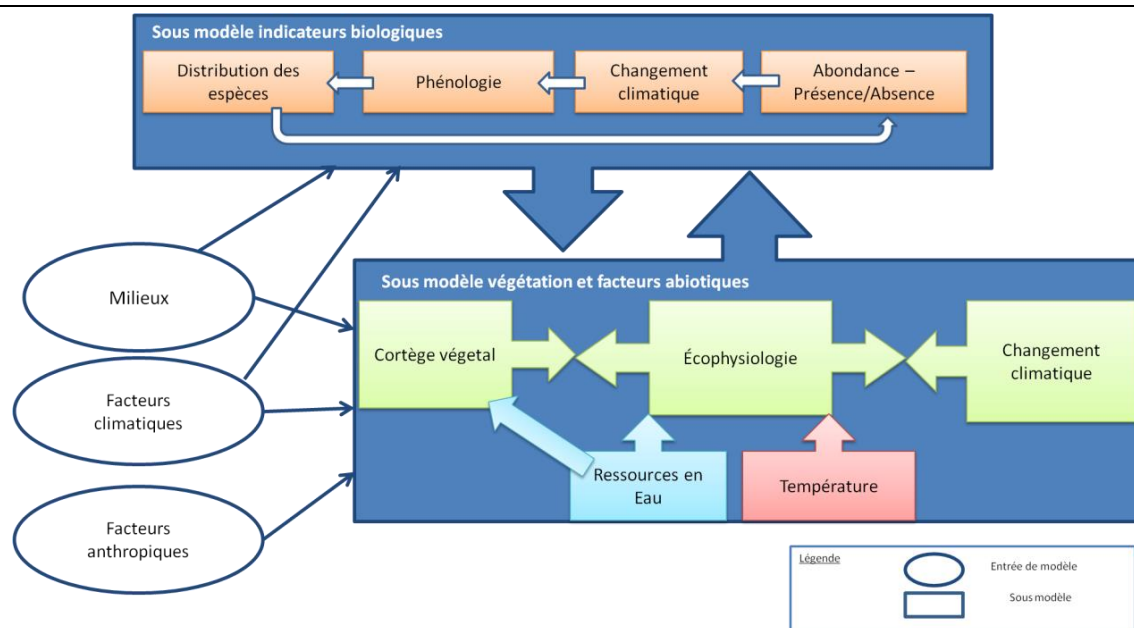 Sous modèle indicateurs biologiques
Distribution des
espèces
Phénologie
Changement
climatique
Abondance –
Présence/Absence
Milieux
Facteurs
climatiques
Facteurs
anthropiques
Sous modèle végétation et facteurs abiotiques
Cortège végetal
Écophysiologie
Changement
climatique
Ressources en
Eau
Température
Légende
Entrée de modèle
Sous modèle